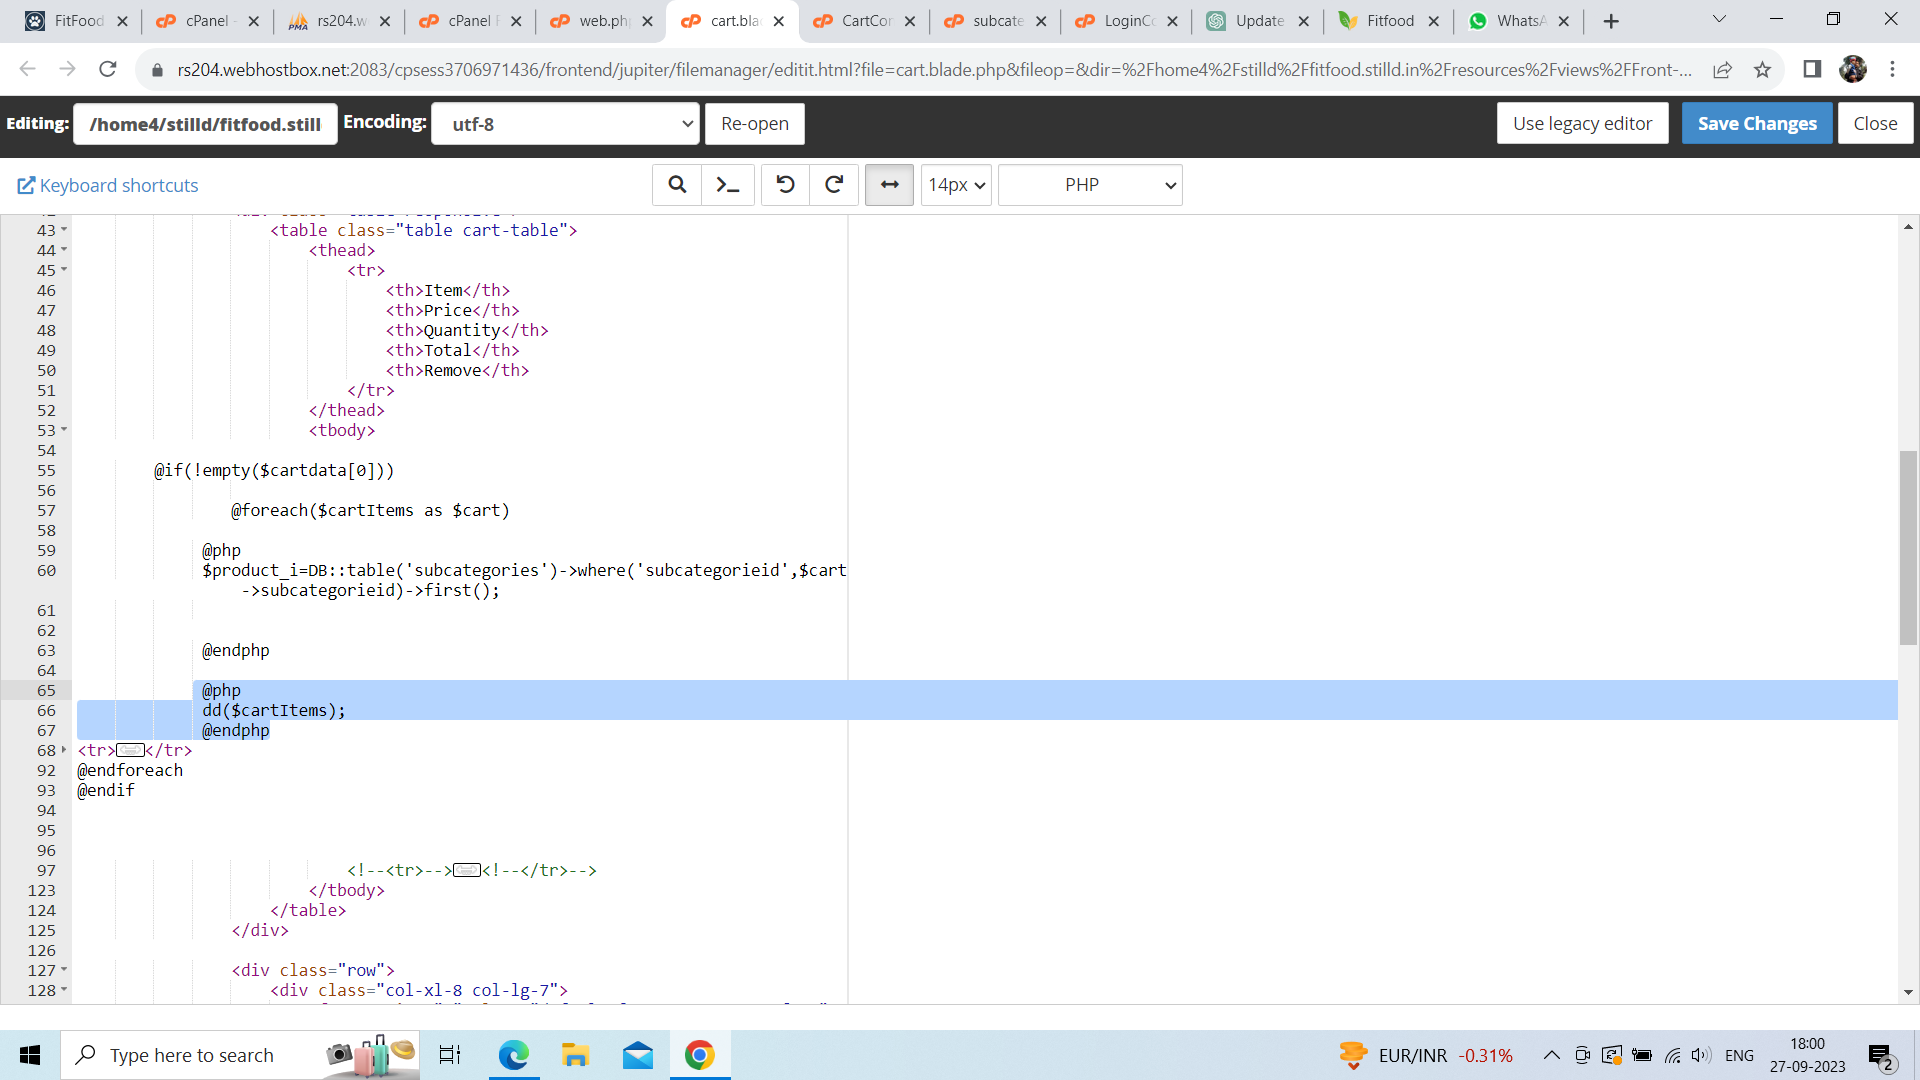 FitFood
cPanel -
rs204.w
cPanel F
web.php
cart.bla
CartCor
subcate
LoginCo
Update
Fitfood
WhatsA
rs204.webhostbox.net:2083/cpsess3706971436/frontend/jupiter/filemanager/editit.html?file=cart.blade.php&fileop=&dir=%2Fhome4%2Fstilld%2Ffitfood.stilld.in%2Fresources%2Fviews%2FFront-...
Editing: /home4/stilld/fitfood.still Encoding: utf-8 Re-open Use legacy editor Save Changes Close
Keyboard shortcuts 14px PHP
43 <table class="table cart-table">
44 <thead>
45 <tr>
46 <th>Item</th>
47 <th>Price</th>
48 <th>Quantity</th>
49 <th>Total</th>
50 <th>Remove</th>
51 </tr>
52 </thead>
53 <tbody>
54
55 @if(!empty($cartdata[0]))
56
57 @foreach($cartItems as $cart)
58
59 @php
60 $product_i=DB::table('subcategories')->where('subcategorieid',$cart
->subcategorieid)->first();
61
62
63 @endphp
64
65 @php
66 dd($cartItems);
67 @endphp
68 <tr></tr>
92 @endforeach
93 @endif
94
95
96
97 <!--<tr>--><!--</tr>-->
123 </tbody>
124 </table>
125 </div>
126
127 <div class="row">
128 <div class="col-xl-8 col-lg-7">
Type here to search
EUR/INR -0.31%
ENG
18:00
27-09-2023
2